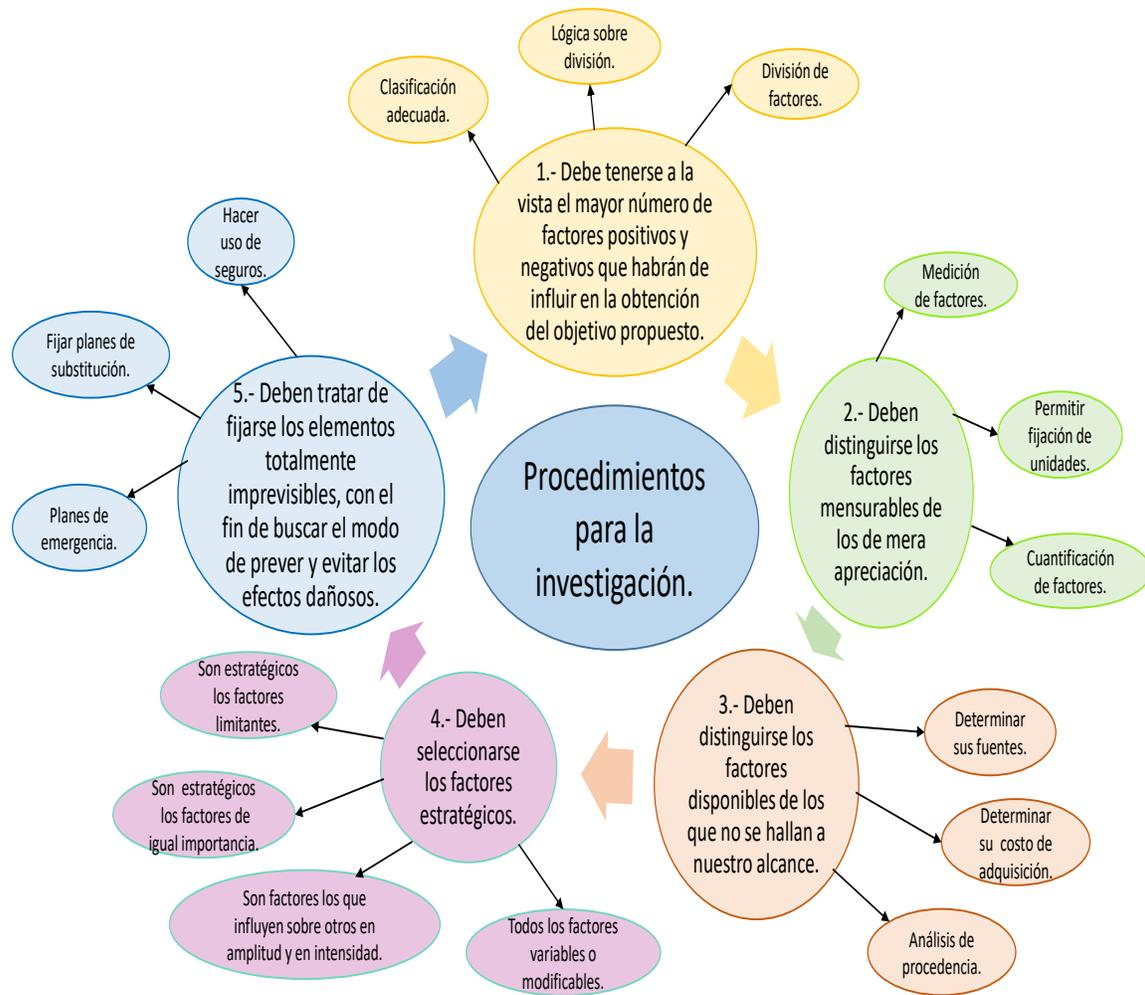 Procedimientos
para la
investigación.
1.- Debe tenerse a la
vista el mayor número de
factores positivos y
negativos que habrán de
influir en la obtención
del objetivo propuesto.
Clasificación
adecuada.
Lógica sobre
división.
División de
factores.
2.- Deben
distinguirse los
factores
mensurables de
los de mera
apreciación.
Medición
de factores.
Permitir
fijación de
unidades.
Cuantificación
de factores.
3.- Deben
distinguirse los
factores
disponibles de los
que no se hallan a
nuestro alcance.
Determinar
sus fuentes.
Determinar
su costo de
adquisición.
Análisis de
procedencia.
4.- Deben
seleccionarse
los factores
estratégicos.
Todos los factores
variables o
modificables.
Son factores los que
influyen sobre otros en
amplitud y en intensidad.
Son estratégicos
los factores de
igual importancia.
Son estratégicos
los factores
limitantes.
5.- Deben tratar de
fijarse los elementos
totalmente
imprevisibles, con el
fin de buscar el modo
de prever y evitar los
efectos dañosos.
Planes de
emergencia.
Fijar planes de
substitución.
Hacer
uso de
seguros.